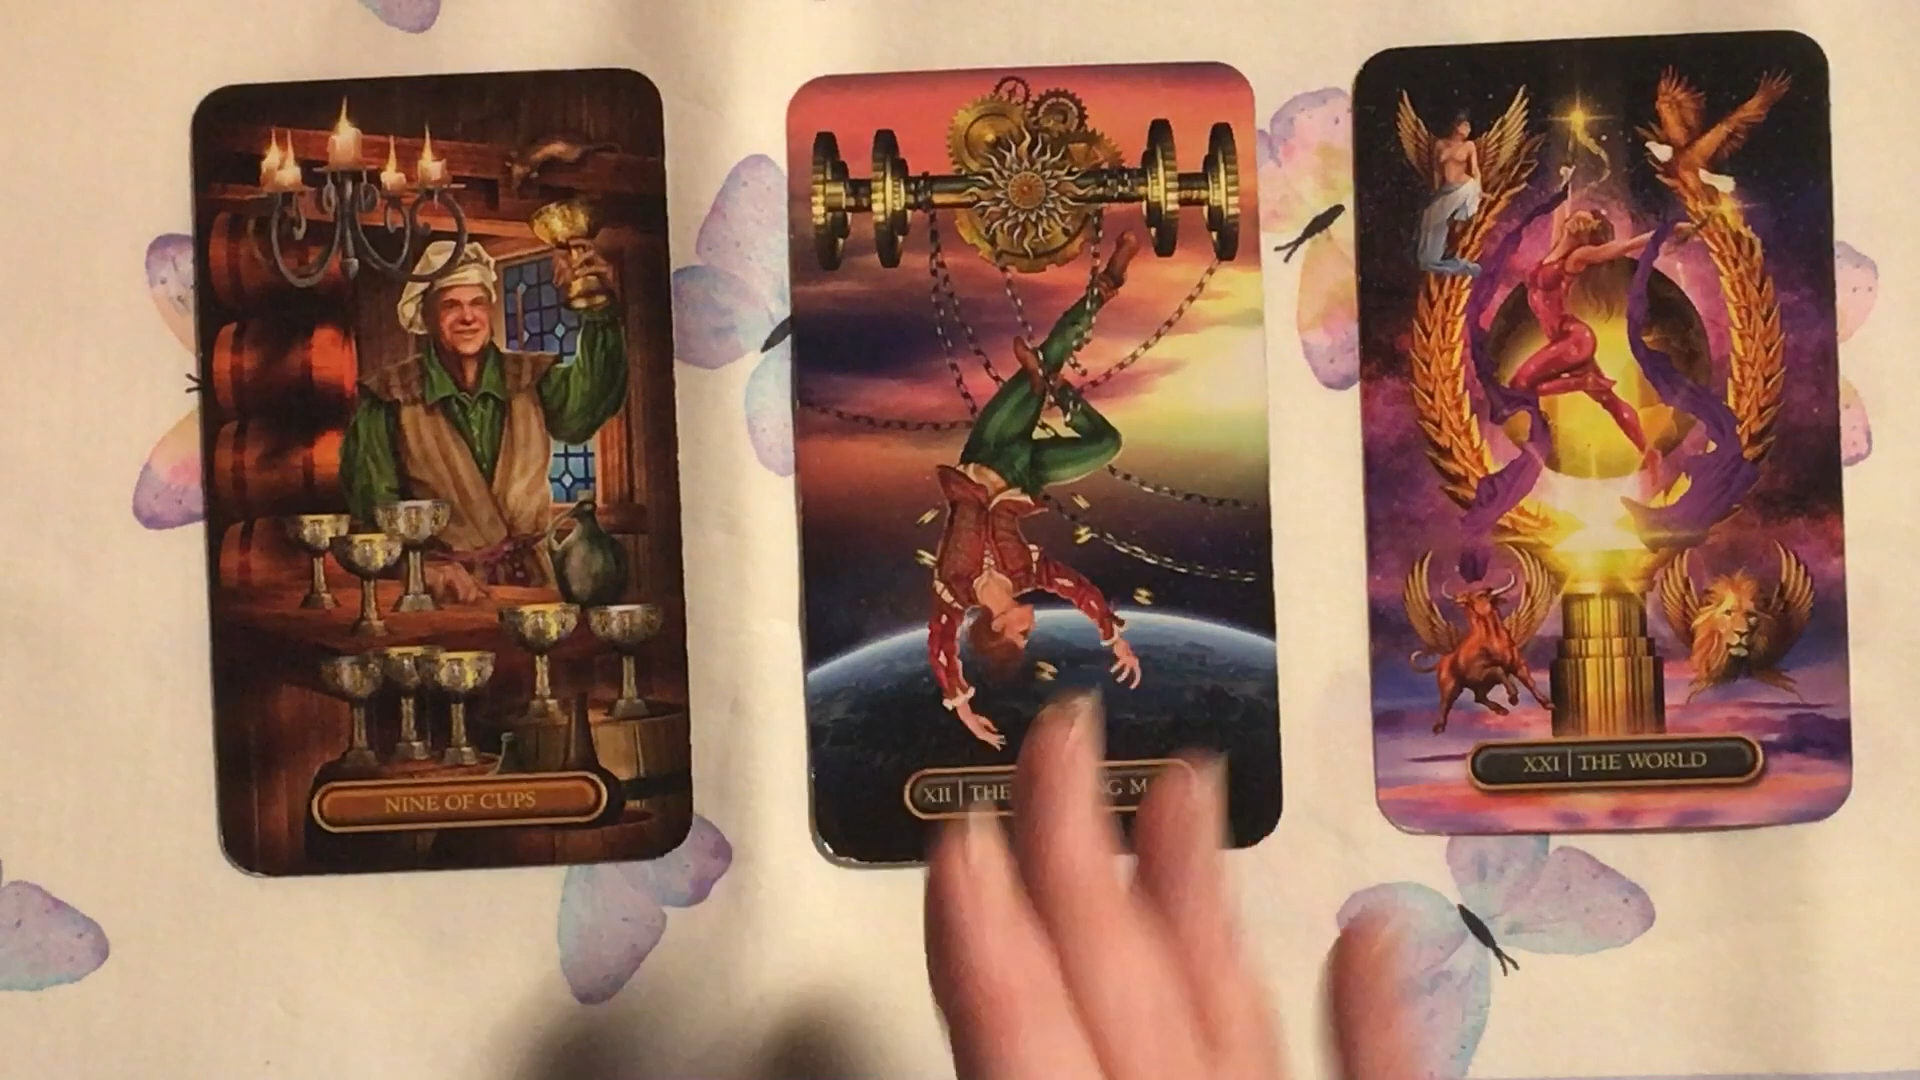 NINE OF CUPS
XII | THE G M
XXI | THE WORLD